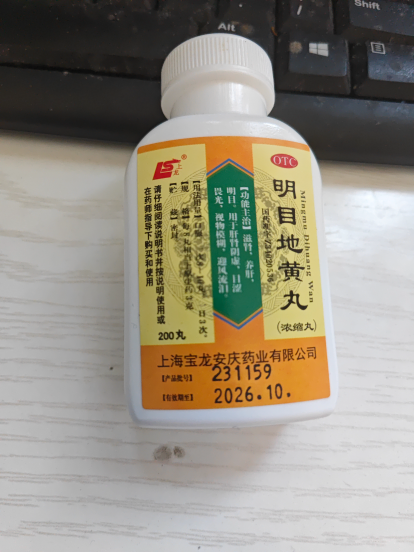 Alt
Shift
Ctrl
OTC
明目地黄丸
Mingmu Dihuang Wan
(浓缩丸)
【功能主治】滋肾、养肝、
明目。用于肝肾阴虚,目涩
畏光,视物模糊,迎风流泪。
【贮 藏】密封
请仔细阅读说明书并按说明使用或
在药师指导下购买和使用
200丸
上海宝龙安庆药业有限公司
【产品批号】 231159
【有效期至】 2026.10.